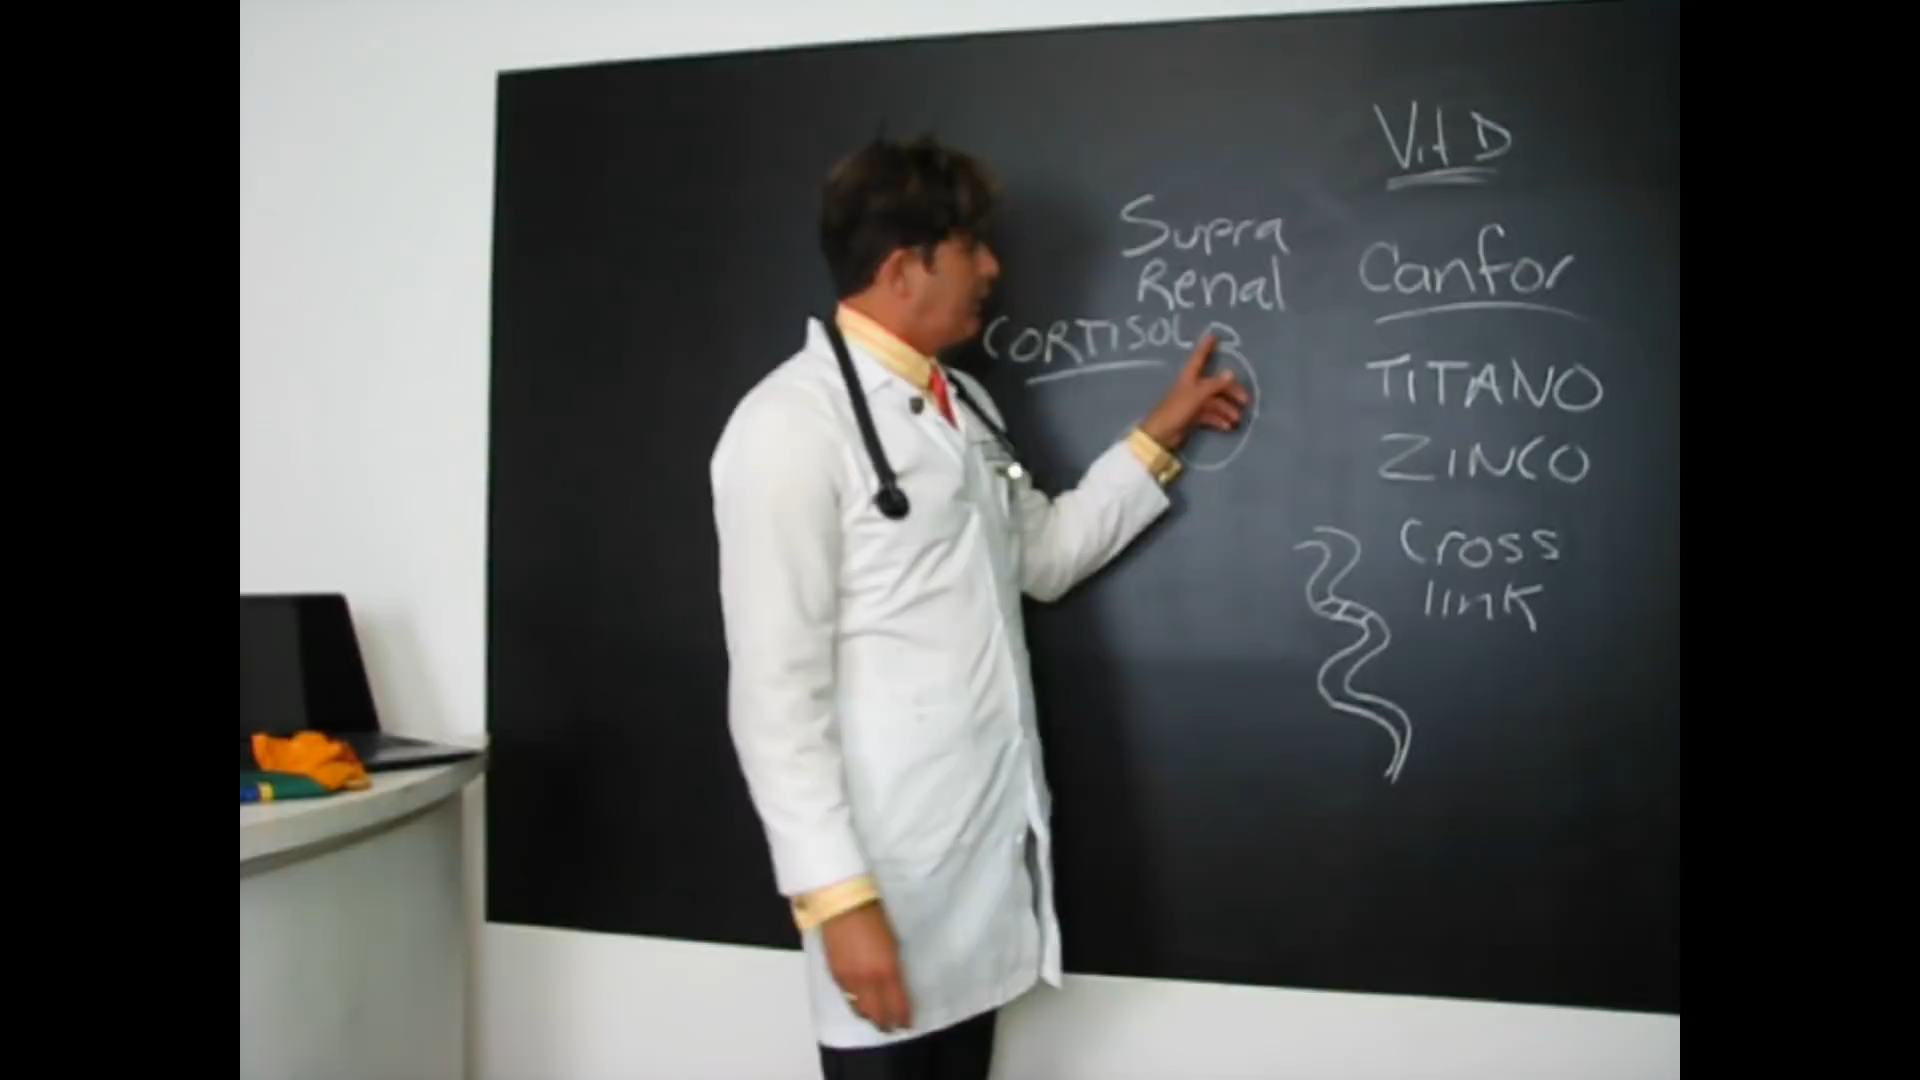 Vit D
Supra
Renal
CORTISOL
Canfor
TITANO
ZINCO
Cross
link